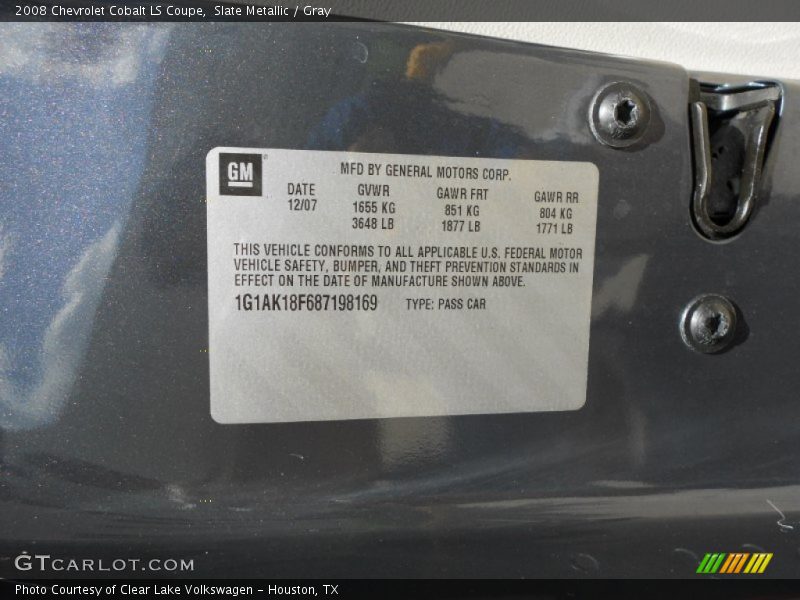 2008 Chevrolet Cobalt LS Coupe, Slate Metallic / Gray
GM
MFD BY GENERAL MOTORS CORP.
DATE GVWR GAWR FRT GAWR RR
12/07 1655 KG 851 KG 804 KG
3648 LB 1877 LB 1771 LB
THIS VEHICLE CONFORMS TO ALL APPLICABLE U.S. FEDERAL MOTOR
VEHICLE SAFETY, BUMPER, AND THEFT PREVENTION STANDARDS IN
EFFECT ON THE DATE OF MANUFACTURE SHOWN ABOVE.
1G1AK18F687198169 TYPE: PASS CAR
GTCARLOT.COM
Photo Courtesy of Clear Lake Volkswagen - Houston, TX